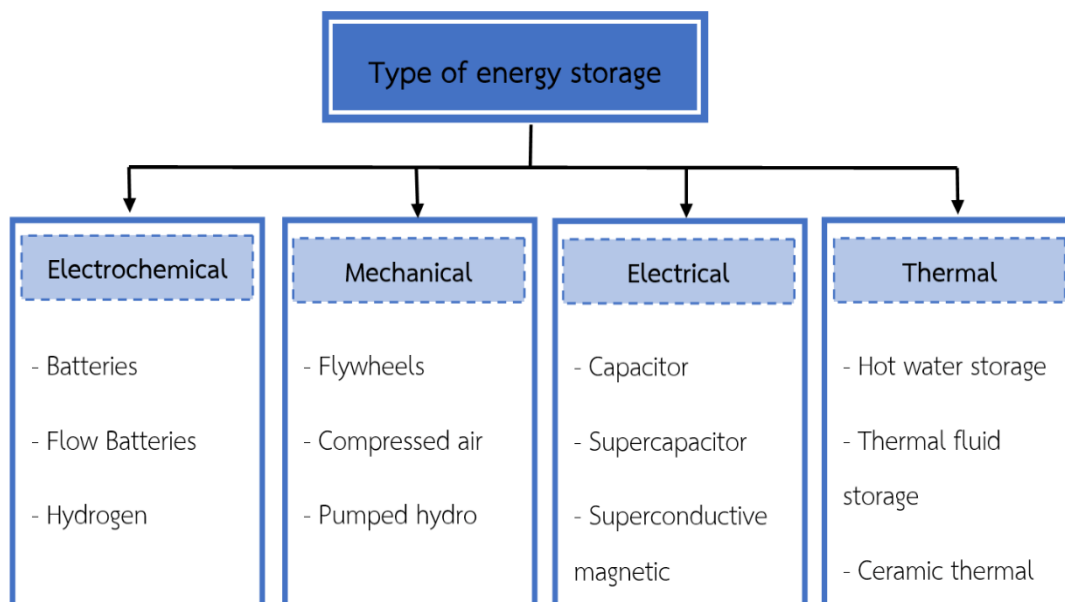 Type of energy storage
Electrochemical
- Batteries
- Flow Batteries
- Hydrogen
Mechanical
- Flywheels
- Compressed air
- Pumped hydro
Electrical
- Capacitor
- Supercapacitor
- Superconductive
magnetic
Thermal
- Hot water storage
- Thermal fluid
storage
- Ceramic thermal